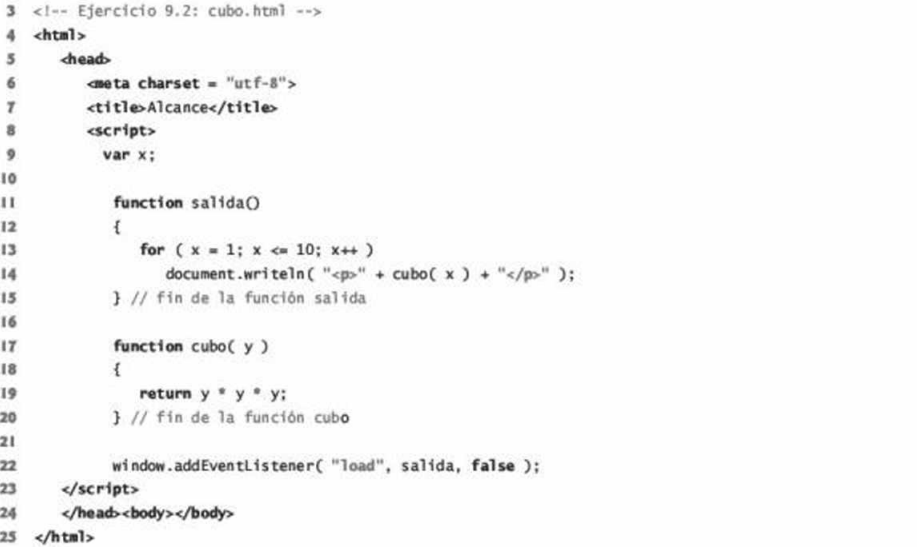 3 <!-- Ejercicio 9.2: cubo.html -->
4 <html>
5 <head>
6 <meta charset = "utf-8">
7 <title>Alcance</title>
8 <script>
9 var x;
10
11 function salida()
12 {
13 for ( x = 1; x <= 10; x++ )
14 document.writeln( "<p>" + cubo( x ) + "</p>" );
15 } // fin de la función salida
16
17 function cubo( y )
18 {
19 return y * y * y;
20 } // fin de la función cubo
21
22 window.addEventListener( "load", salida, false );
23 </script>
24 </head><body></body>
25 </html>